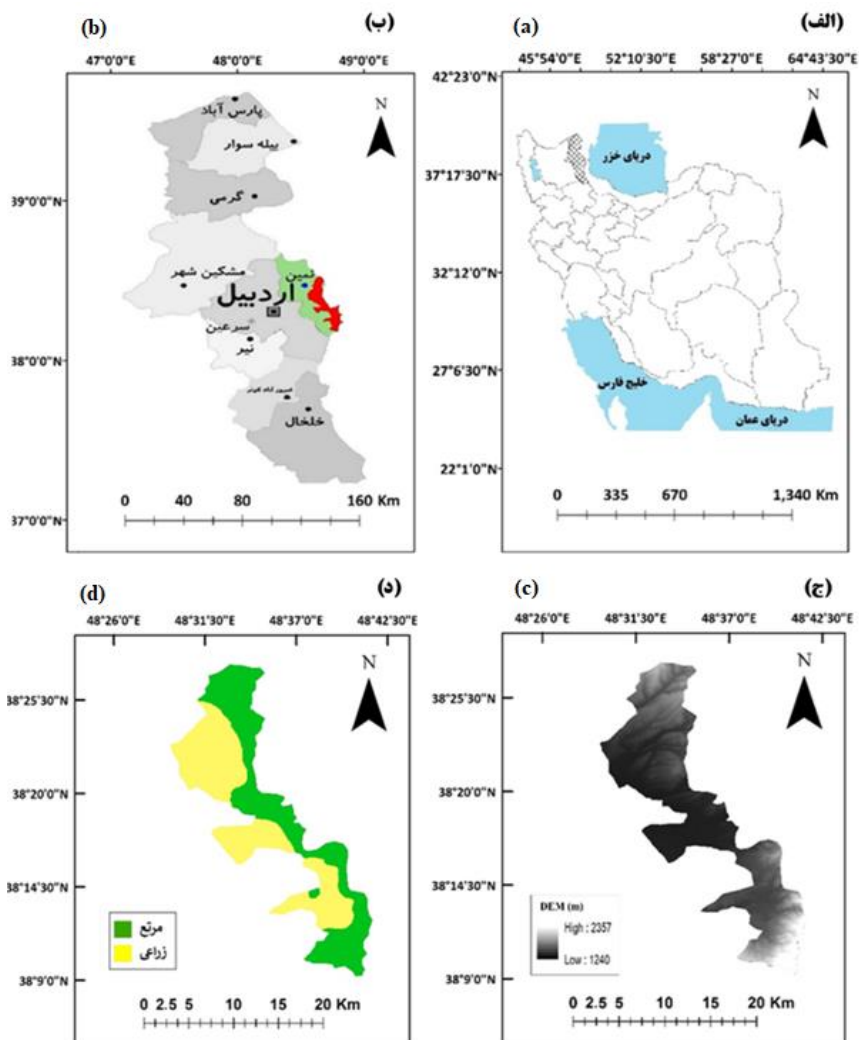 (b) (ب)
47°0'0"E 48°0'0"E 49°0'0"E
N
پارس آباد
بیله سوار
39°0'0"N
گرمی
مشکین شهر
نمین
اردبیل
سرعین
38°0'0"N
نیر
خلخال
0 40 80 160 Km
37°0'0"N
(a) (الف)
45°54'0"E 52°10'30"E 58°27'0"E 64°43'30"E
42°23'0"N
N
دریای خزر
37°17'30"N
32°12'0"N
27°6'30"N
خلیج فارس
دریای عمان
22°1'0"N
0 335 670 1,340 Km
(d) (د)
48°26'0"E 48°31'30"E 48°37'0"E 48°42'30"E
N
38°25'30"N
38°20'0"N
38°14'30"N
مرتع
زراعی
38°9'0"N
0 2.5 5 10 15 20 Km
(c) (ج)
48°26'0"E 48°31'30"E 48°37'0"E 48°42'30"E
N
38°25'30"N
38°20'0"N
38°14'30"N
DEM (m)
High : 2357
Low : 1240
38°9'0"N
0 2.5 5 10 15 20 Km